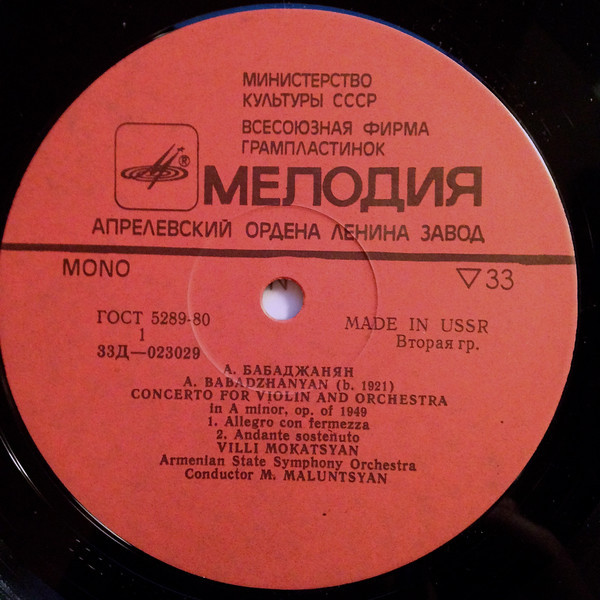 МИНИСТЕРСТВО
КУЛЬТУРЫ СССР
ВСЕСОЮЗНАЯ ФИРМА
ГРАМПЛАСТИНОК
®
МЕЛОДИЯ
АПРЕЛЕВСКИЙ ОРДЕНА ЛЕНИНА ЗАВОД
MONO
▽33
ГОСТ 5289-80
1
33Д—023029
MADE IN USSR
Вторая гр.
А. БАБАДЖАНЯН
A. BABADZHANYAN (b. 1921)
CONCERTO FOR VIOLIN AND ORCHESTRA
in A minor, op. of 1949
1. Allegro con fermezza
2. Andante sostenuto
VILLI MOKATSYAN
Armenian State Symphony Orchestra
Conductor M. MALUNTSYAN